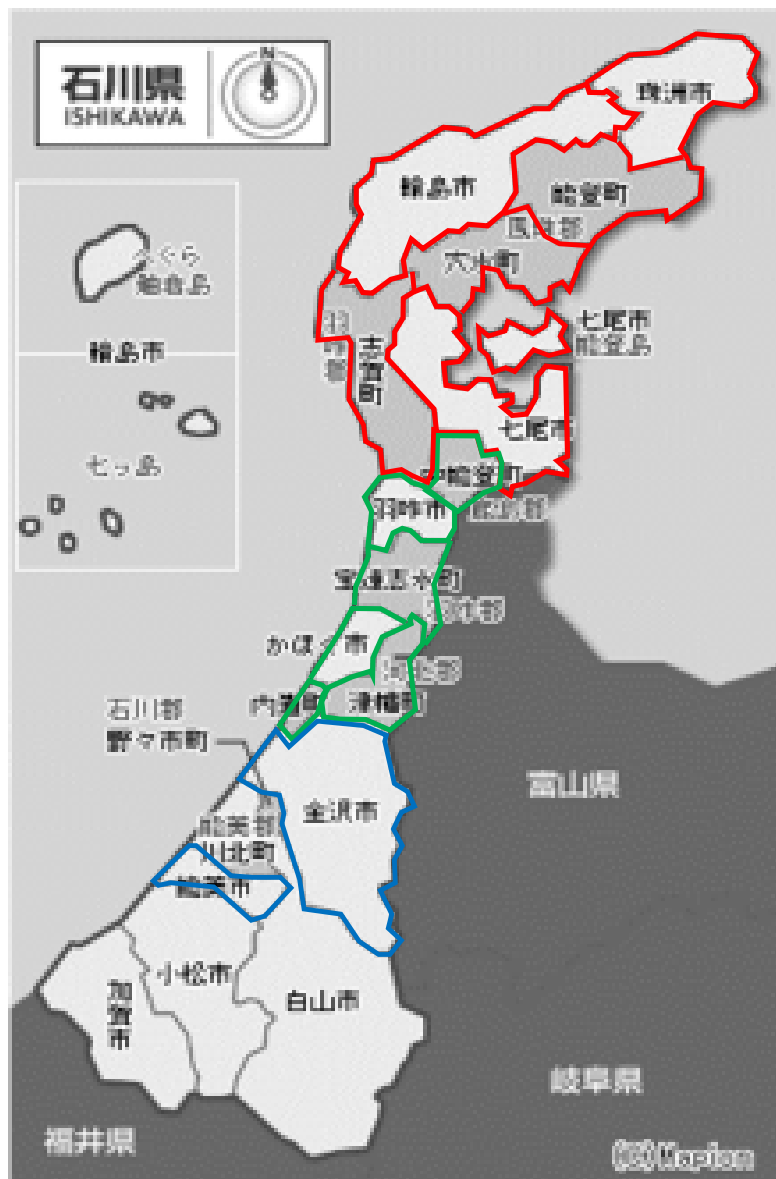 石川県
ISHIKAWA
N
珠洲市
輪島市
能登町
鳳珠郡
穴水町
へぐら
舳倉島
輪島市
七尾市
能登島
羽咋郡
志賀町
七尾市
七っ島
中能登町
羽咋市
鹿島郡
宝達志水町
羽咋郡
かほく市
河北郡
内灘町
津幡町
石川郡
野々市町
金沢市
富山県
能美郡
川北町
能美市
小松市
加賀市
白山市
岐阜県
福井県
(C) Mapion